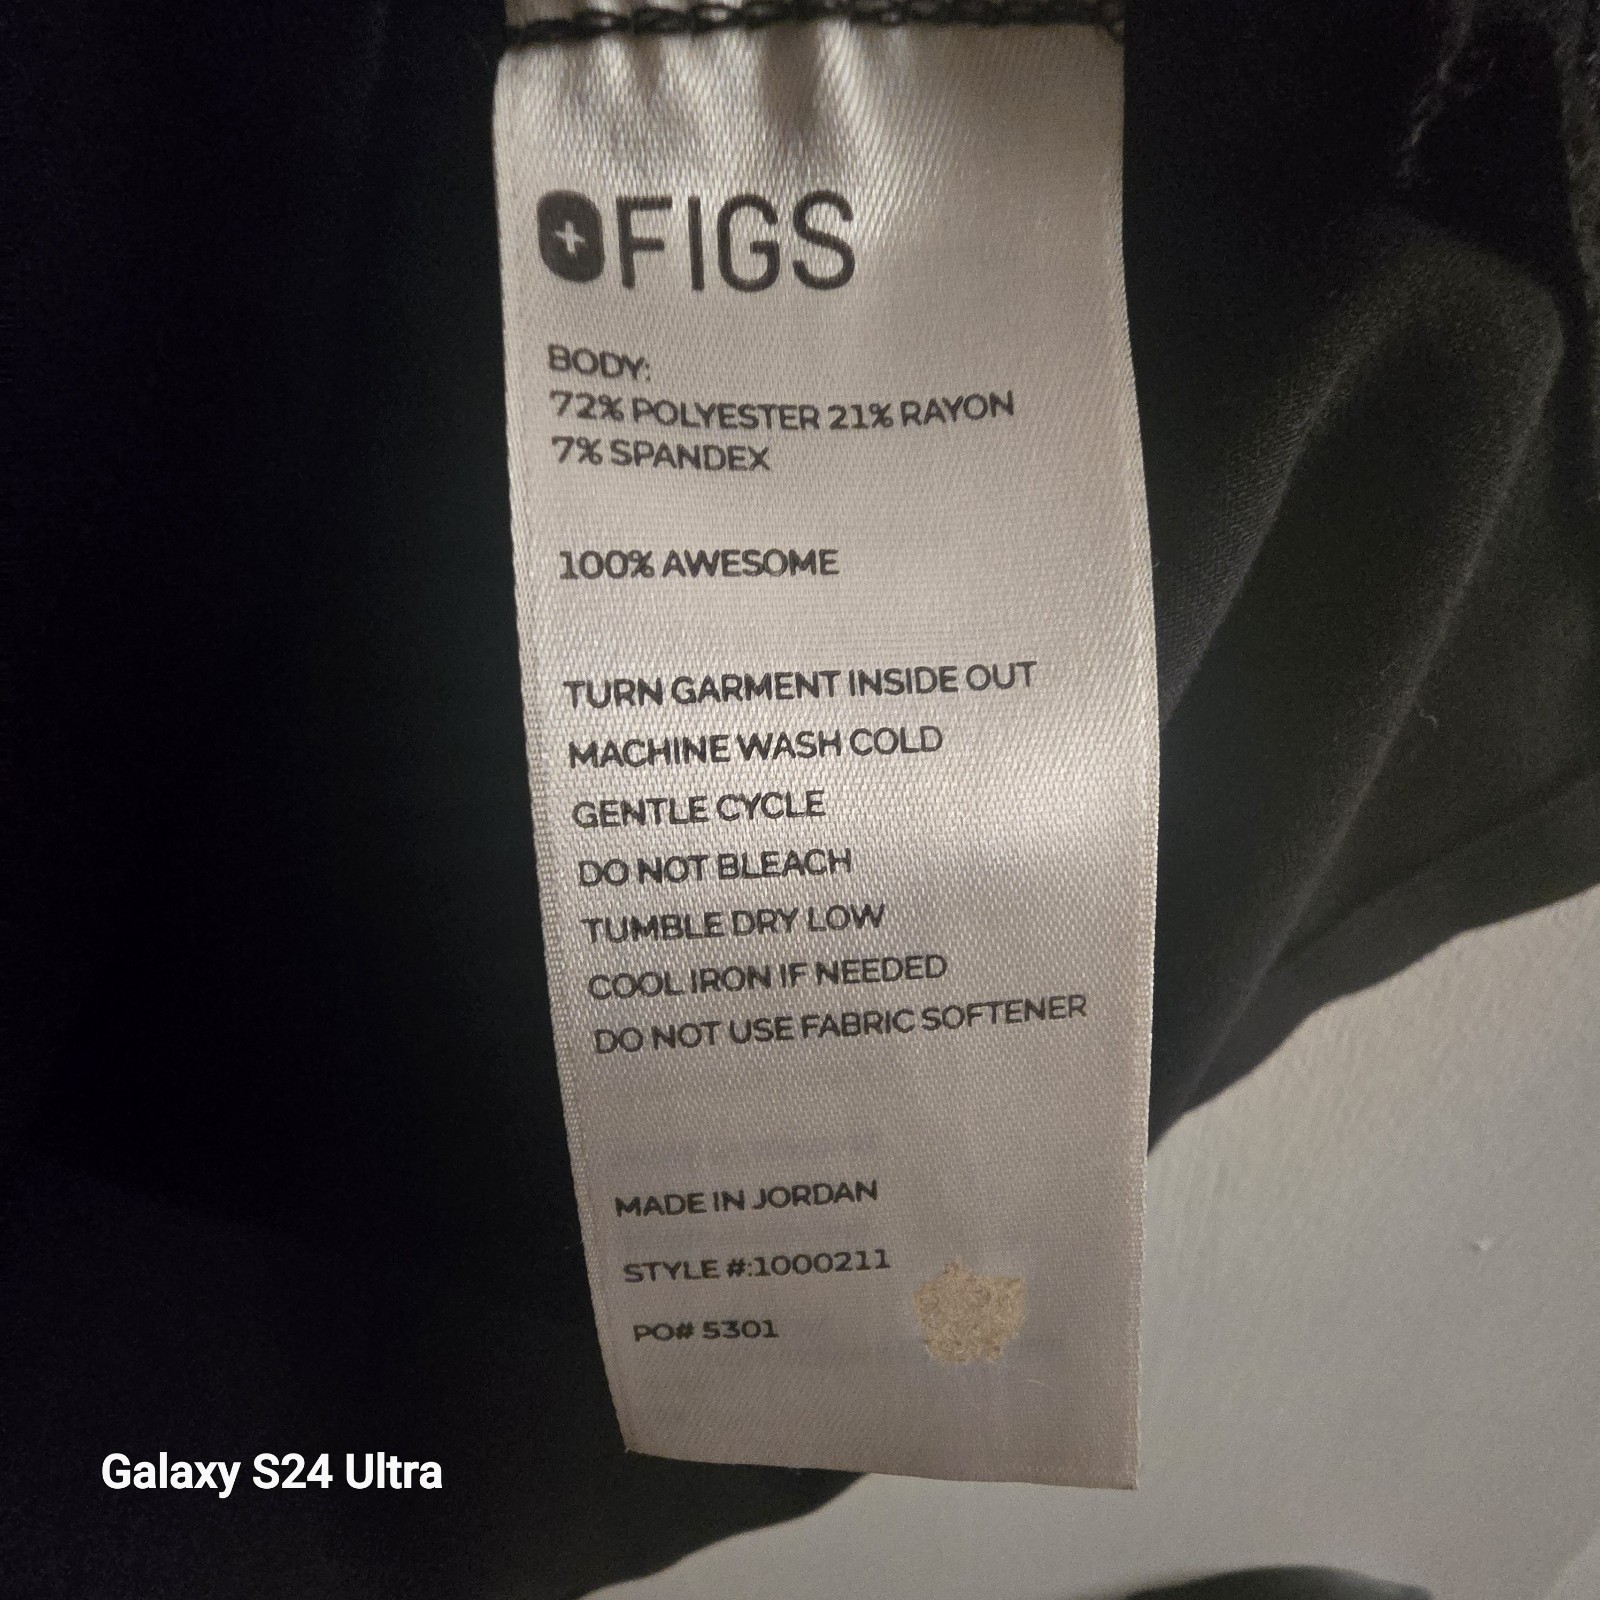 FIGS
BODY:
72% POLYESTER 21% RAYON
7% SPANDEX
100% AWESOME
TURN GARMENT INSIDE OUT
MACHINE WASH COLD
GENTLE CYCLE
DO NOT BLEACH
TUMBLE DRY LOW
COOL IRON IF NEEDED
DO NOT USE FABRIC SOFTENER
MADE IN JORDAN
STYLE #:1000211
PO# 5301
Galaxy S24 Ultra